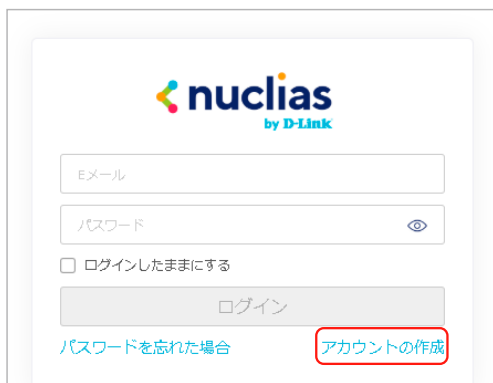 nuclias
by D-Link
Eメール
パスワード
ログインしたままにする
ログイン
パスワードを忘れた場合 アカウントの作成